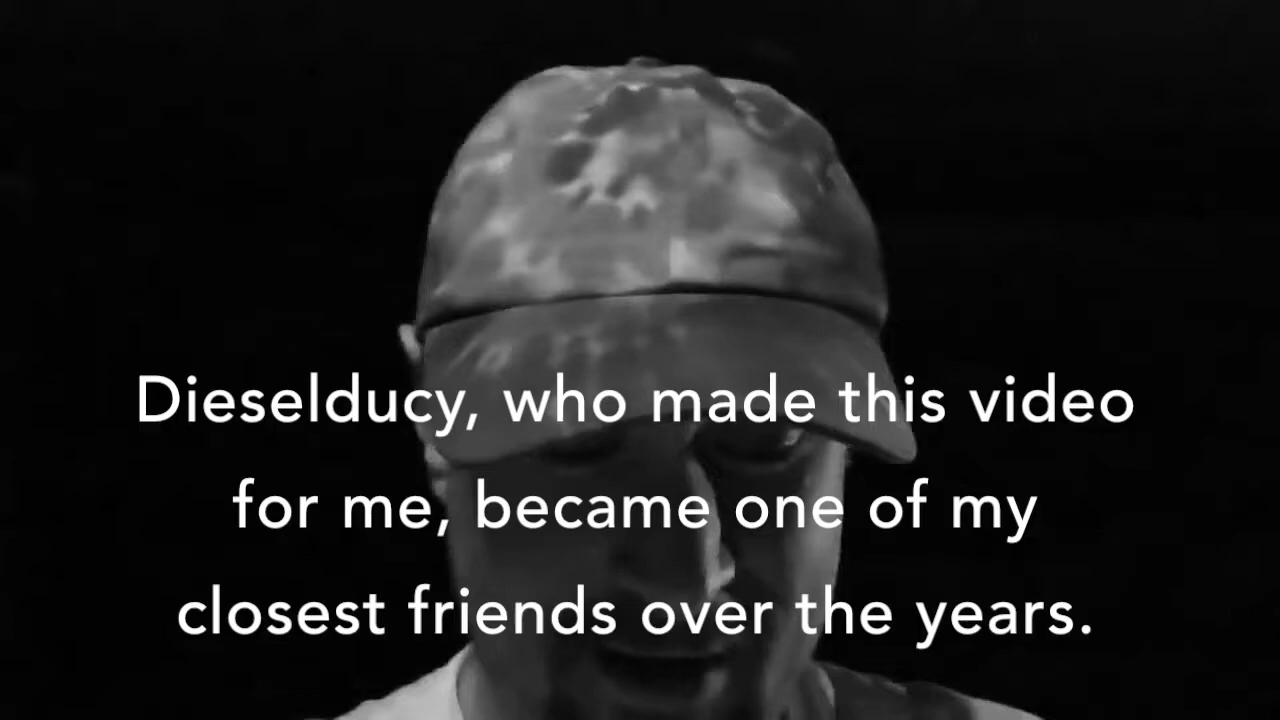 Dieselducy, who made this video
for me, became one of my
closest friends over the years.